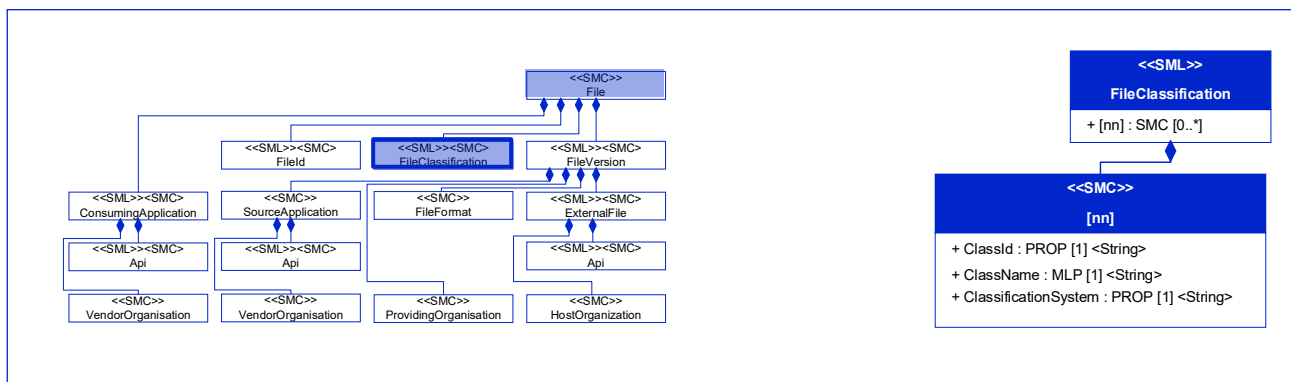 <<SMC>>
File
<<SML>><<SMC>
FileId
<<SML>><<SMC>
FileClassification
<<SML>><<SMC>
FileVersion
<<SML>><<SMC>
ConsumingApplication
<<SMC>>
SourceApplication
<<SMC>>
FileFormat
<<SML>><<SMC>
ExternalFile
<<SML>><<SMC>
Api
<<SML>><<SMC>
Api
<<SML>><<SMC>
Api
<<SMC>>
VendorOrganisation
<<SMC>>
VendorOrganisation
<<SMC>>
ProvidingOrganisation
<<SMC>>
HostOrganization
<<SML>>
FileClassification
+ [nn] : SMC [0..*]
<<SMC>>
[nn]
+ ClassId : PROP [1] <String>
+ ClassName : MLP [1] <String>
+ ClassificationSystem : PROP [1] <String>